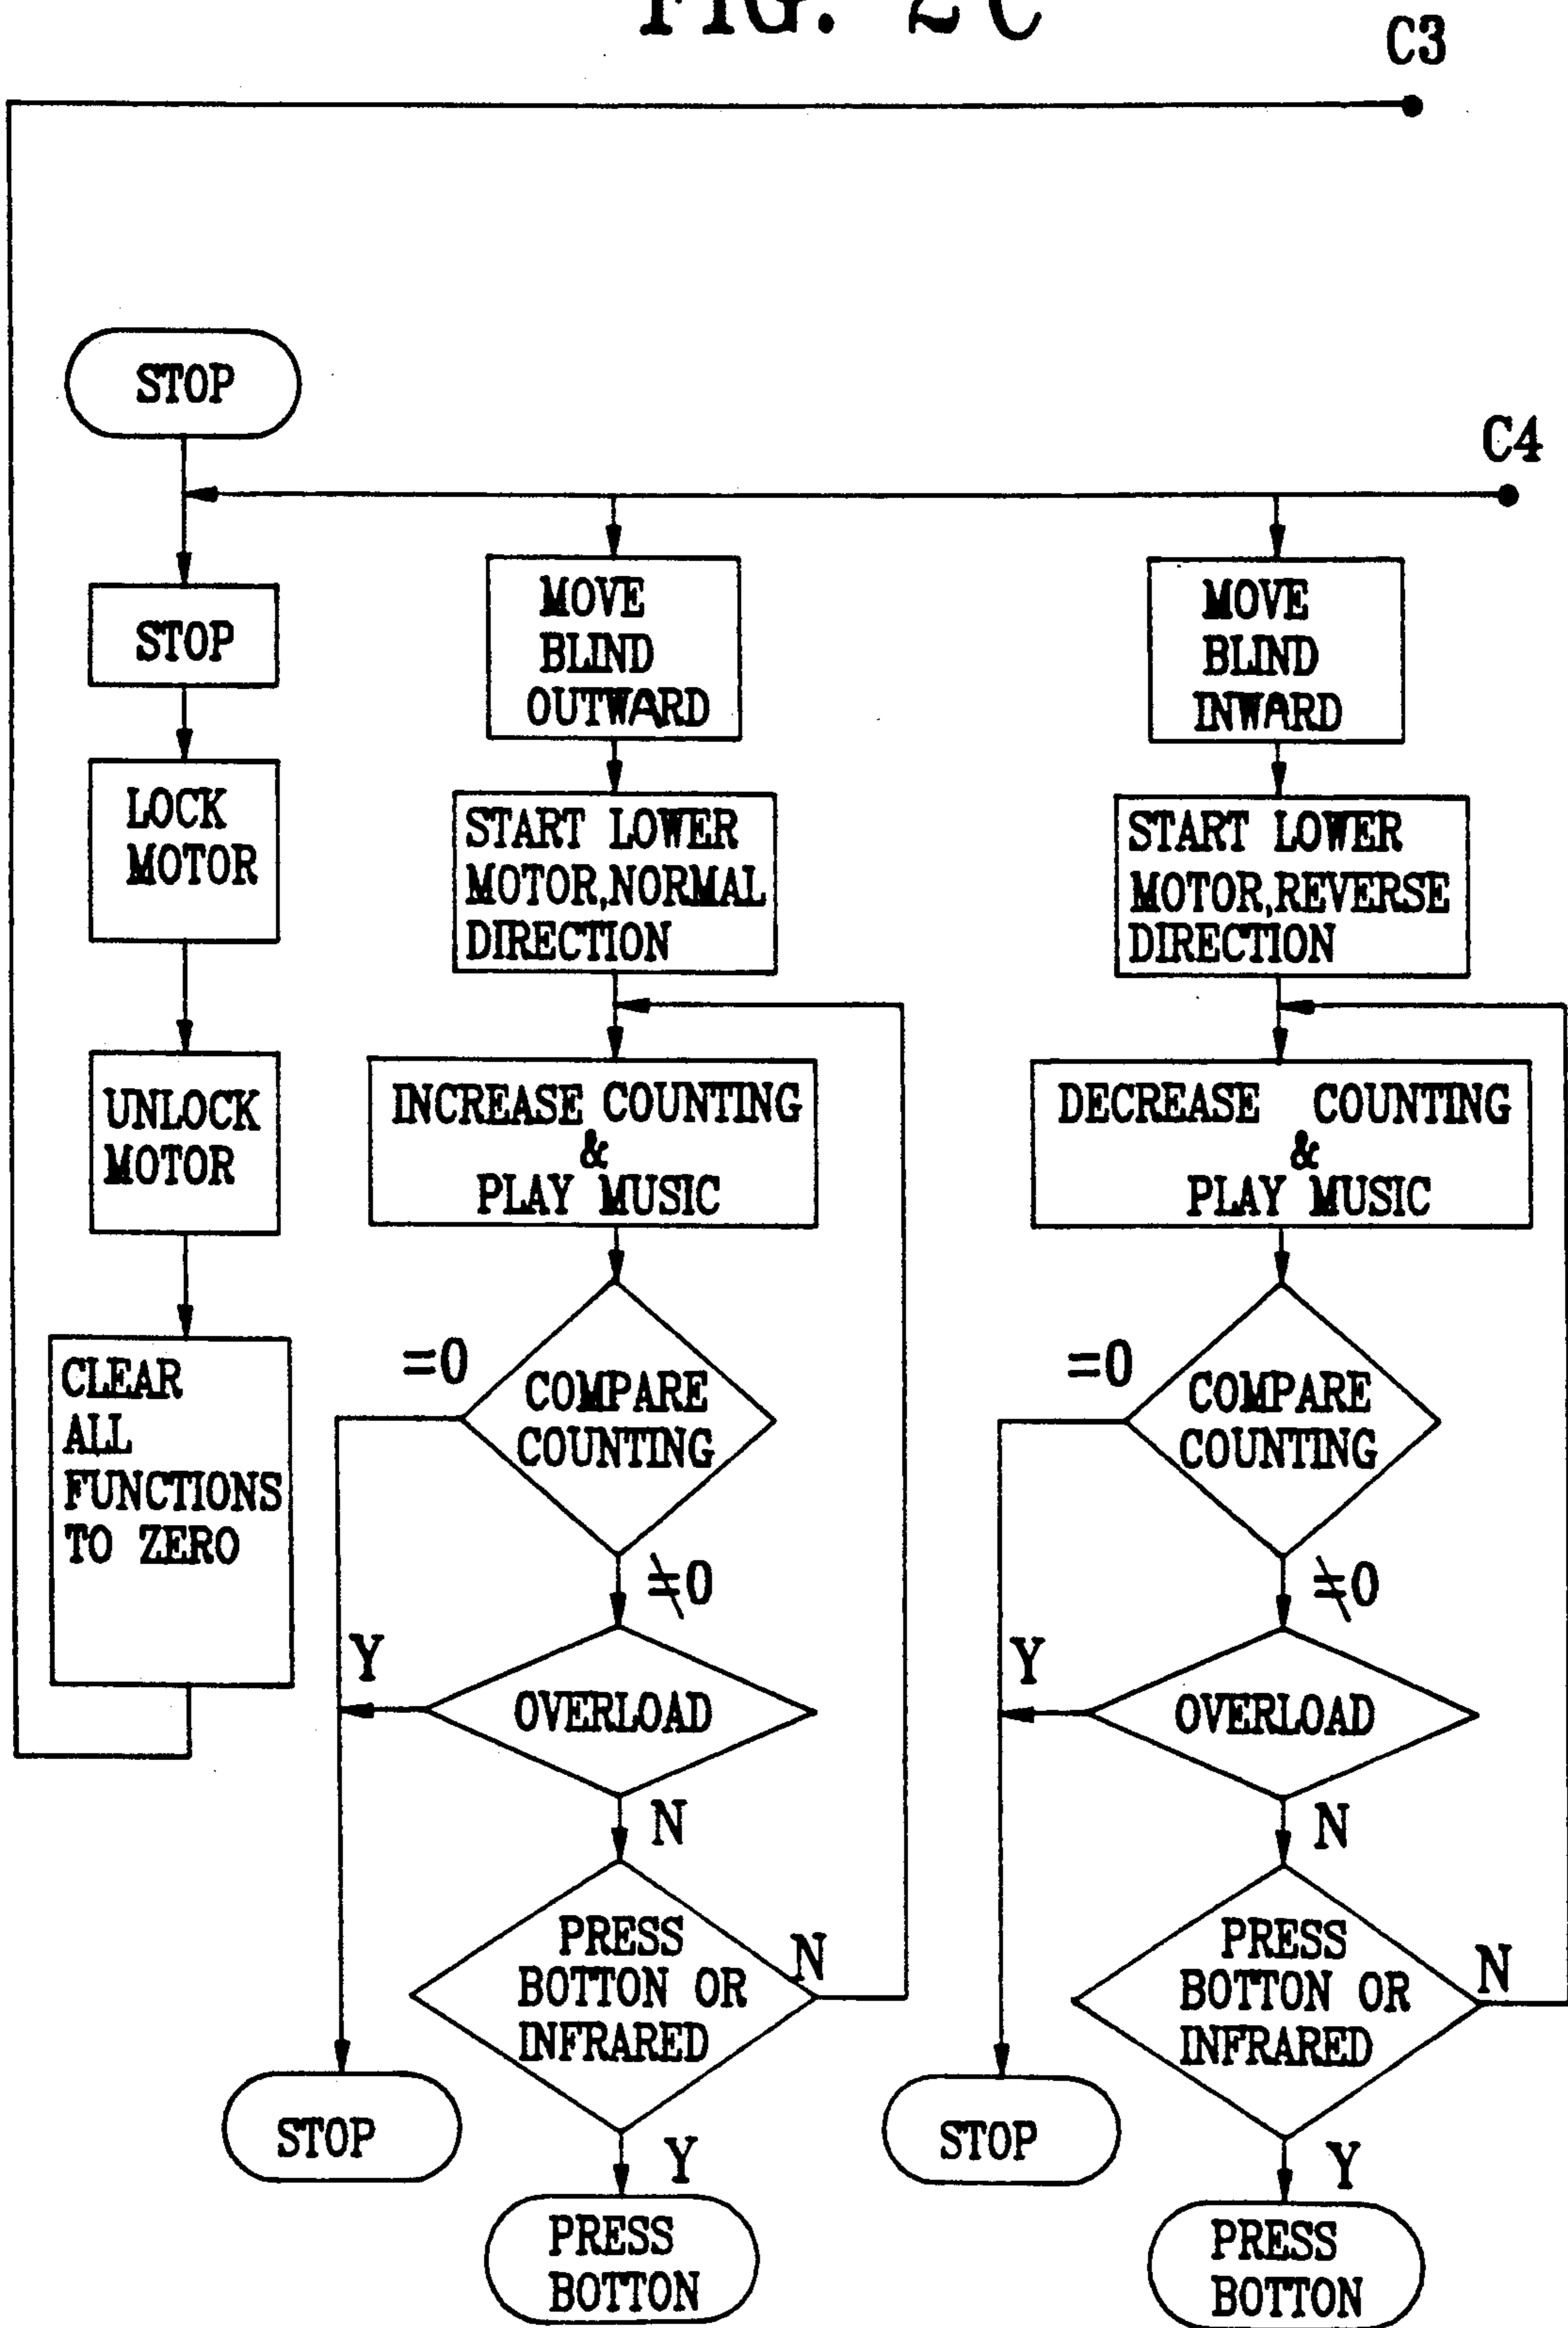 FIG. 2C
C3
STOP
C4
STOP
LOCK
MOTOR
UNLOCK
MOTOR
CLEAR
ALL
FUNCTIONS
TO ZERO
MOVE
BLIND
OUTWARD
START LOWER
MOTOR,NORMAL
DIRECTION
INCREASE COUNTING
&
PLAY MUSIC
=0
COMPARE
COUNTING
≠0
Y
OVERLOAD
N
PRESS
BOTTON OR
INFRARED
N
STOP
Y
PRESS
BOTTON
MOVE
BLIND
INWARD
START LOWER
MOTOR,REVERSE
DIRECTION
DECREASE COUNTING
&
PLAY MUSIC
=0
COMPARE
COUNTING
≠0
Y
OVERLOAD
N
PRESS
BOTTON OR
INFRARED
N
STOP
Y
PRESS
BOTTON